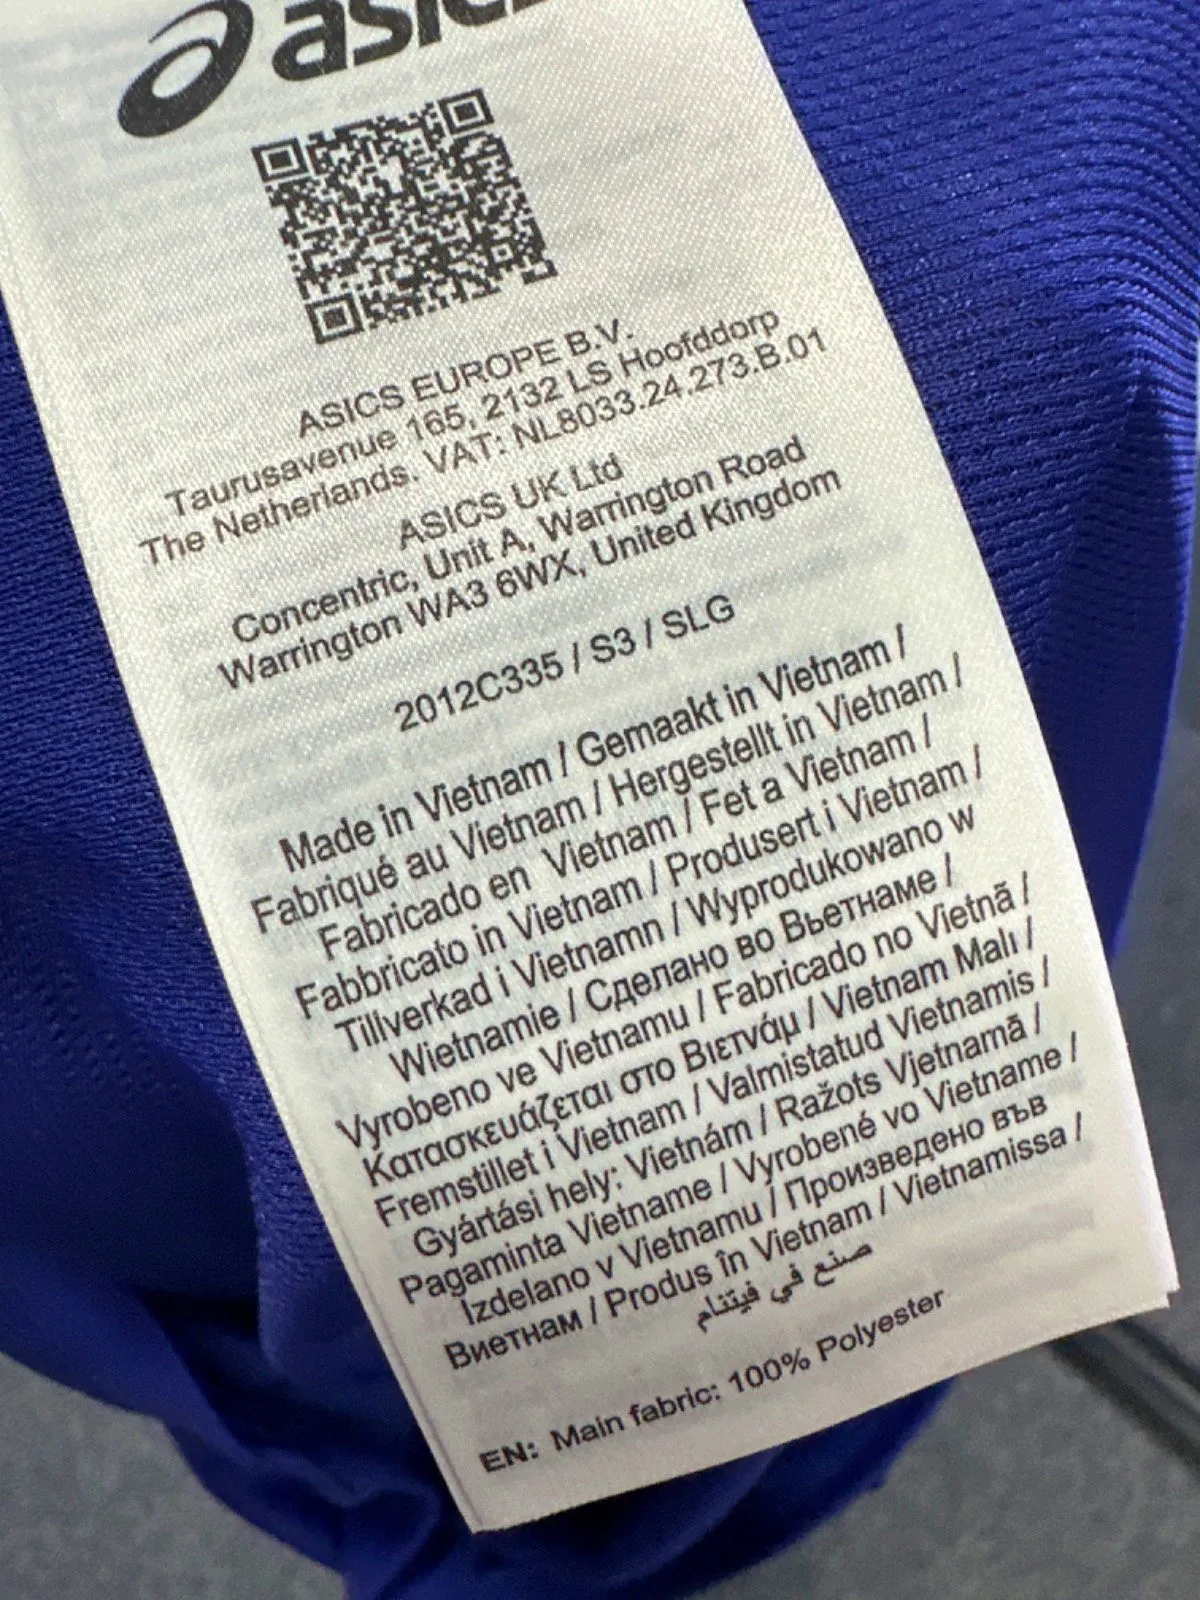 asics
ASICS EUROPE B.V.
Taurusavenue 165, 2132 LS Hoofddorp
The Netherlands. VAT: NL8033.24.273.B.01
ASICS UK Ltd
Concentric, Unit A, Warrington Road
Warrington WA3 6WX, United Kingdom
2012C335 / S3 / SLG
Made in Vietnam / Gemaakt in Vietnam /
Fabriqué au Vietnam / Hergestellt in Vietnam /
Fabricado en Vietnam / Fet a Vietnam /
Fabbricato in Vietnam / Produsert i Vietnam /
Tillverkad i Vietnamn / Wyprodukowano w
Wietnamie / Сделано во Вьетнаме /
Vyrobeno ve Vietnamu / Fabricado no Vietnã /
Κατασκευάζεται στο Βιετνάμ / Vietnam Malı /
Fremstillet i Vietnam / Valmistatud Vietnamis /
Gyártási hely: Vietnám / Ražots Vjetnamā /
Pagaminta Vietname / Vyrobené vo Vietname /
Izdelano v Vietnamu / Произведено във
Виетнам / Produs în Vietnam / Vietnamissa /
صنع في فيتنام
EN: Main fabric: 100% Polyester